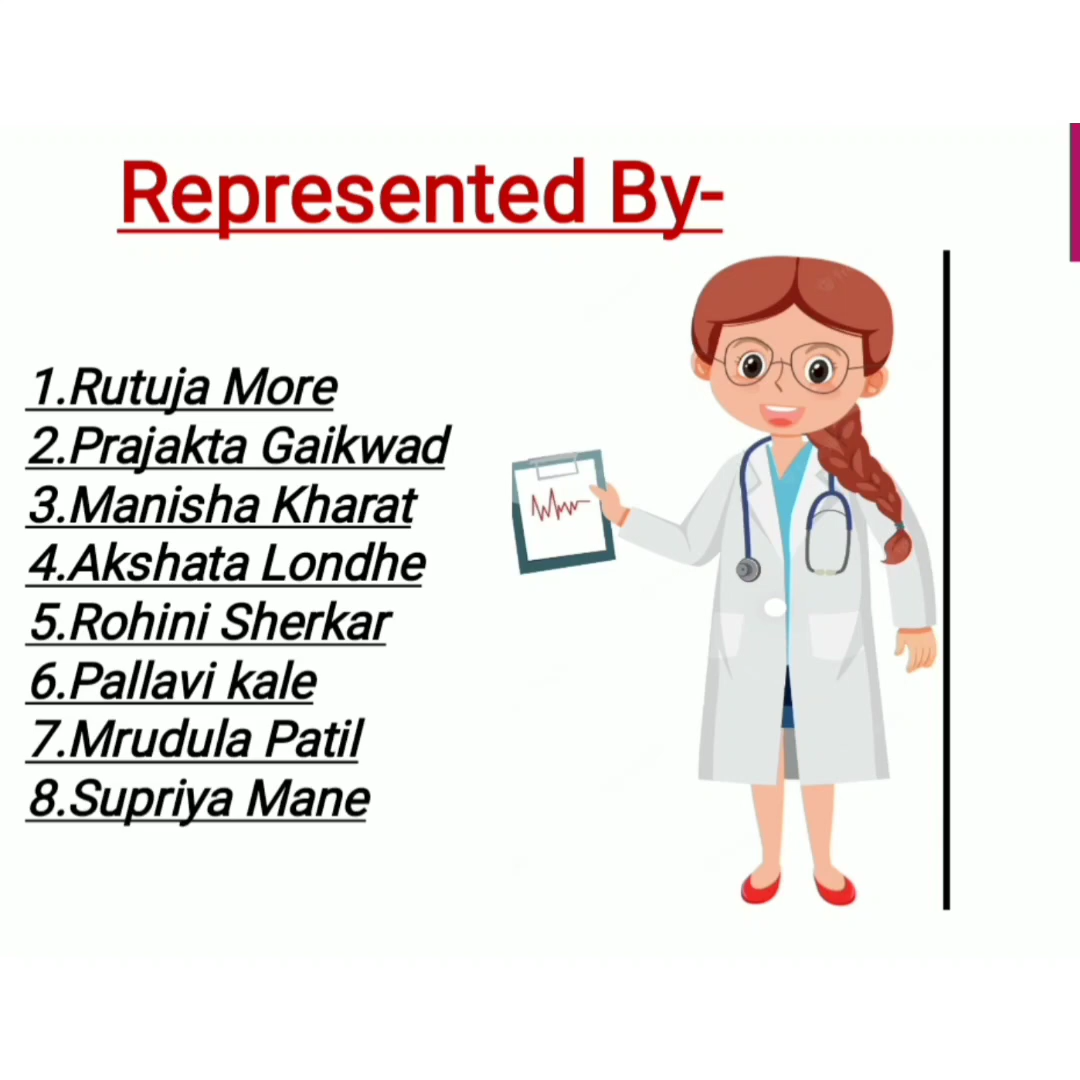 Represented By-
1.Rutuja More
2.Prajakta Gaikwad
3.Manisha Kharat
4.Akshata Londhe
5.Rohini Sherkar
6.Pallavi kale
7.Mrudula Patil
8.Supriya Mane